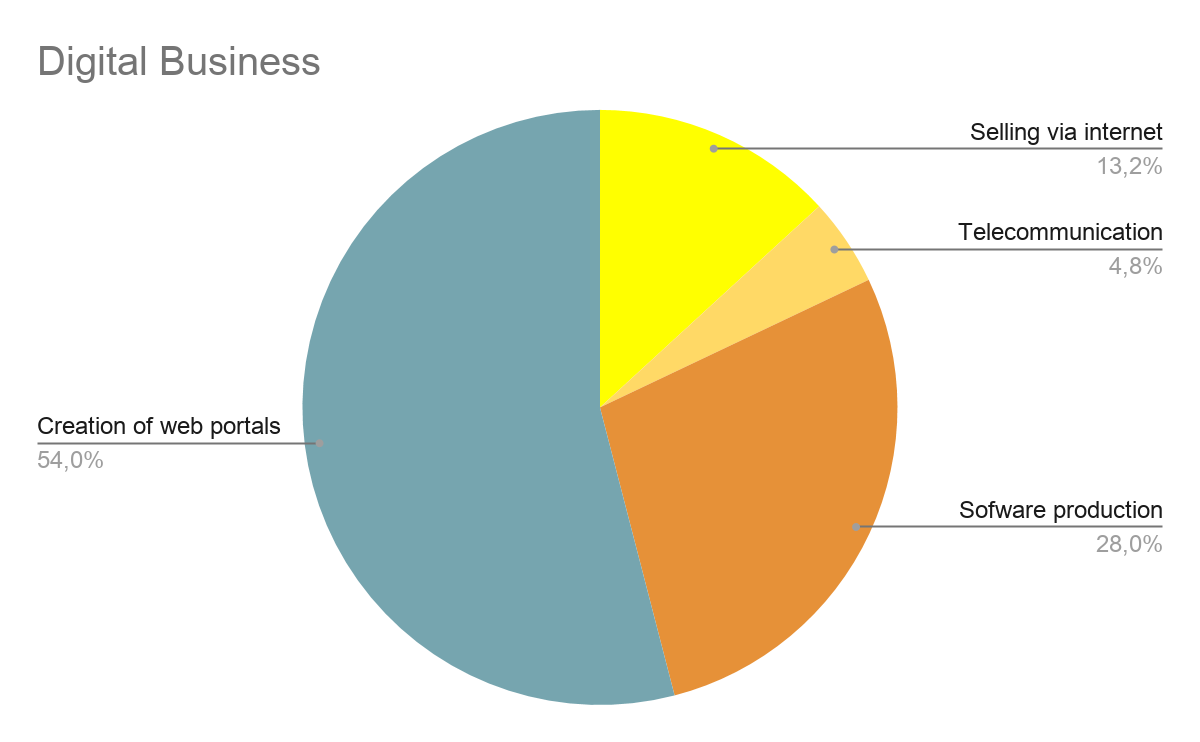 Digital Business
Selling via internet
13,2%
Telecommunication
4,8%
Creation of web portals
54,0%
Sofware production
28,0%